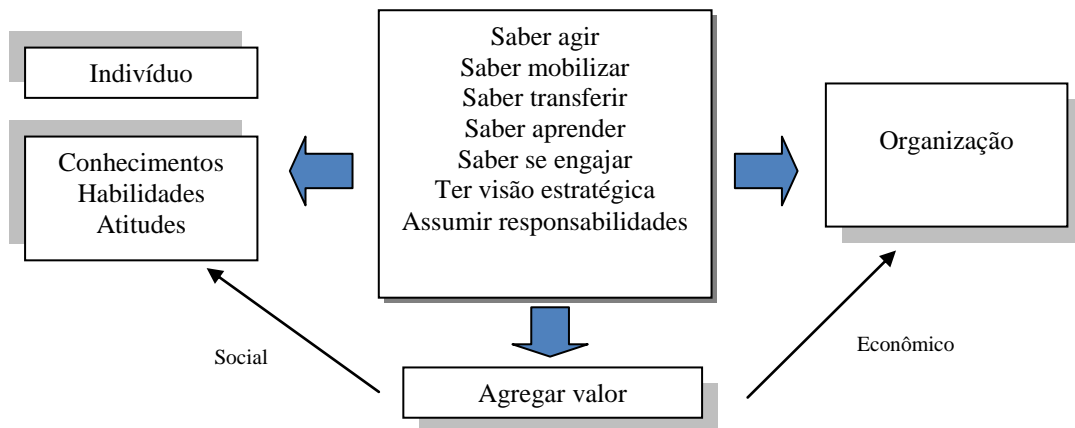 Indivíduo
Conhecimentos
Habilidades
Atitudes
Saber agir
Saber mobilizar
Saber transferir
Saber aprender
Saber se engajar
Ter visão estratégica
Assumir responsabilidades
Organização
Social
Econômico
Agregar valor